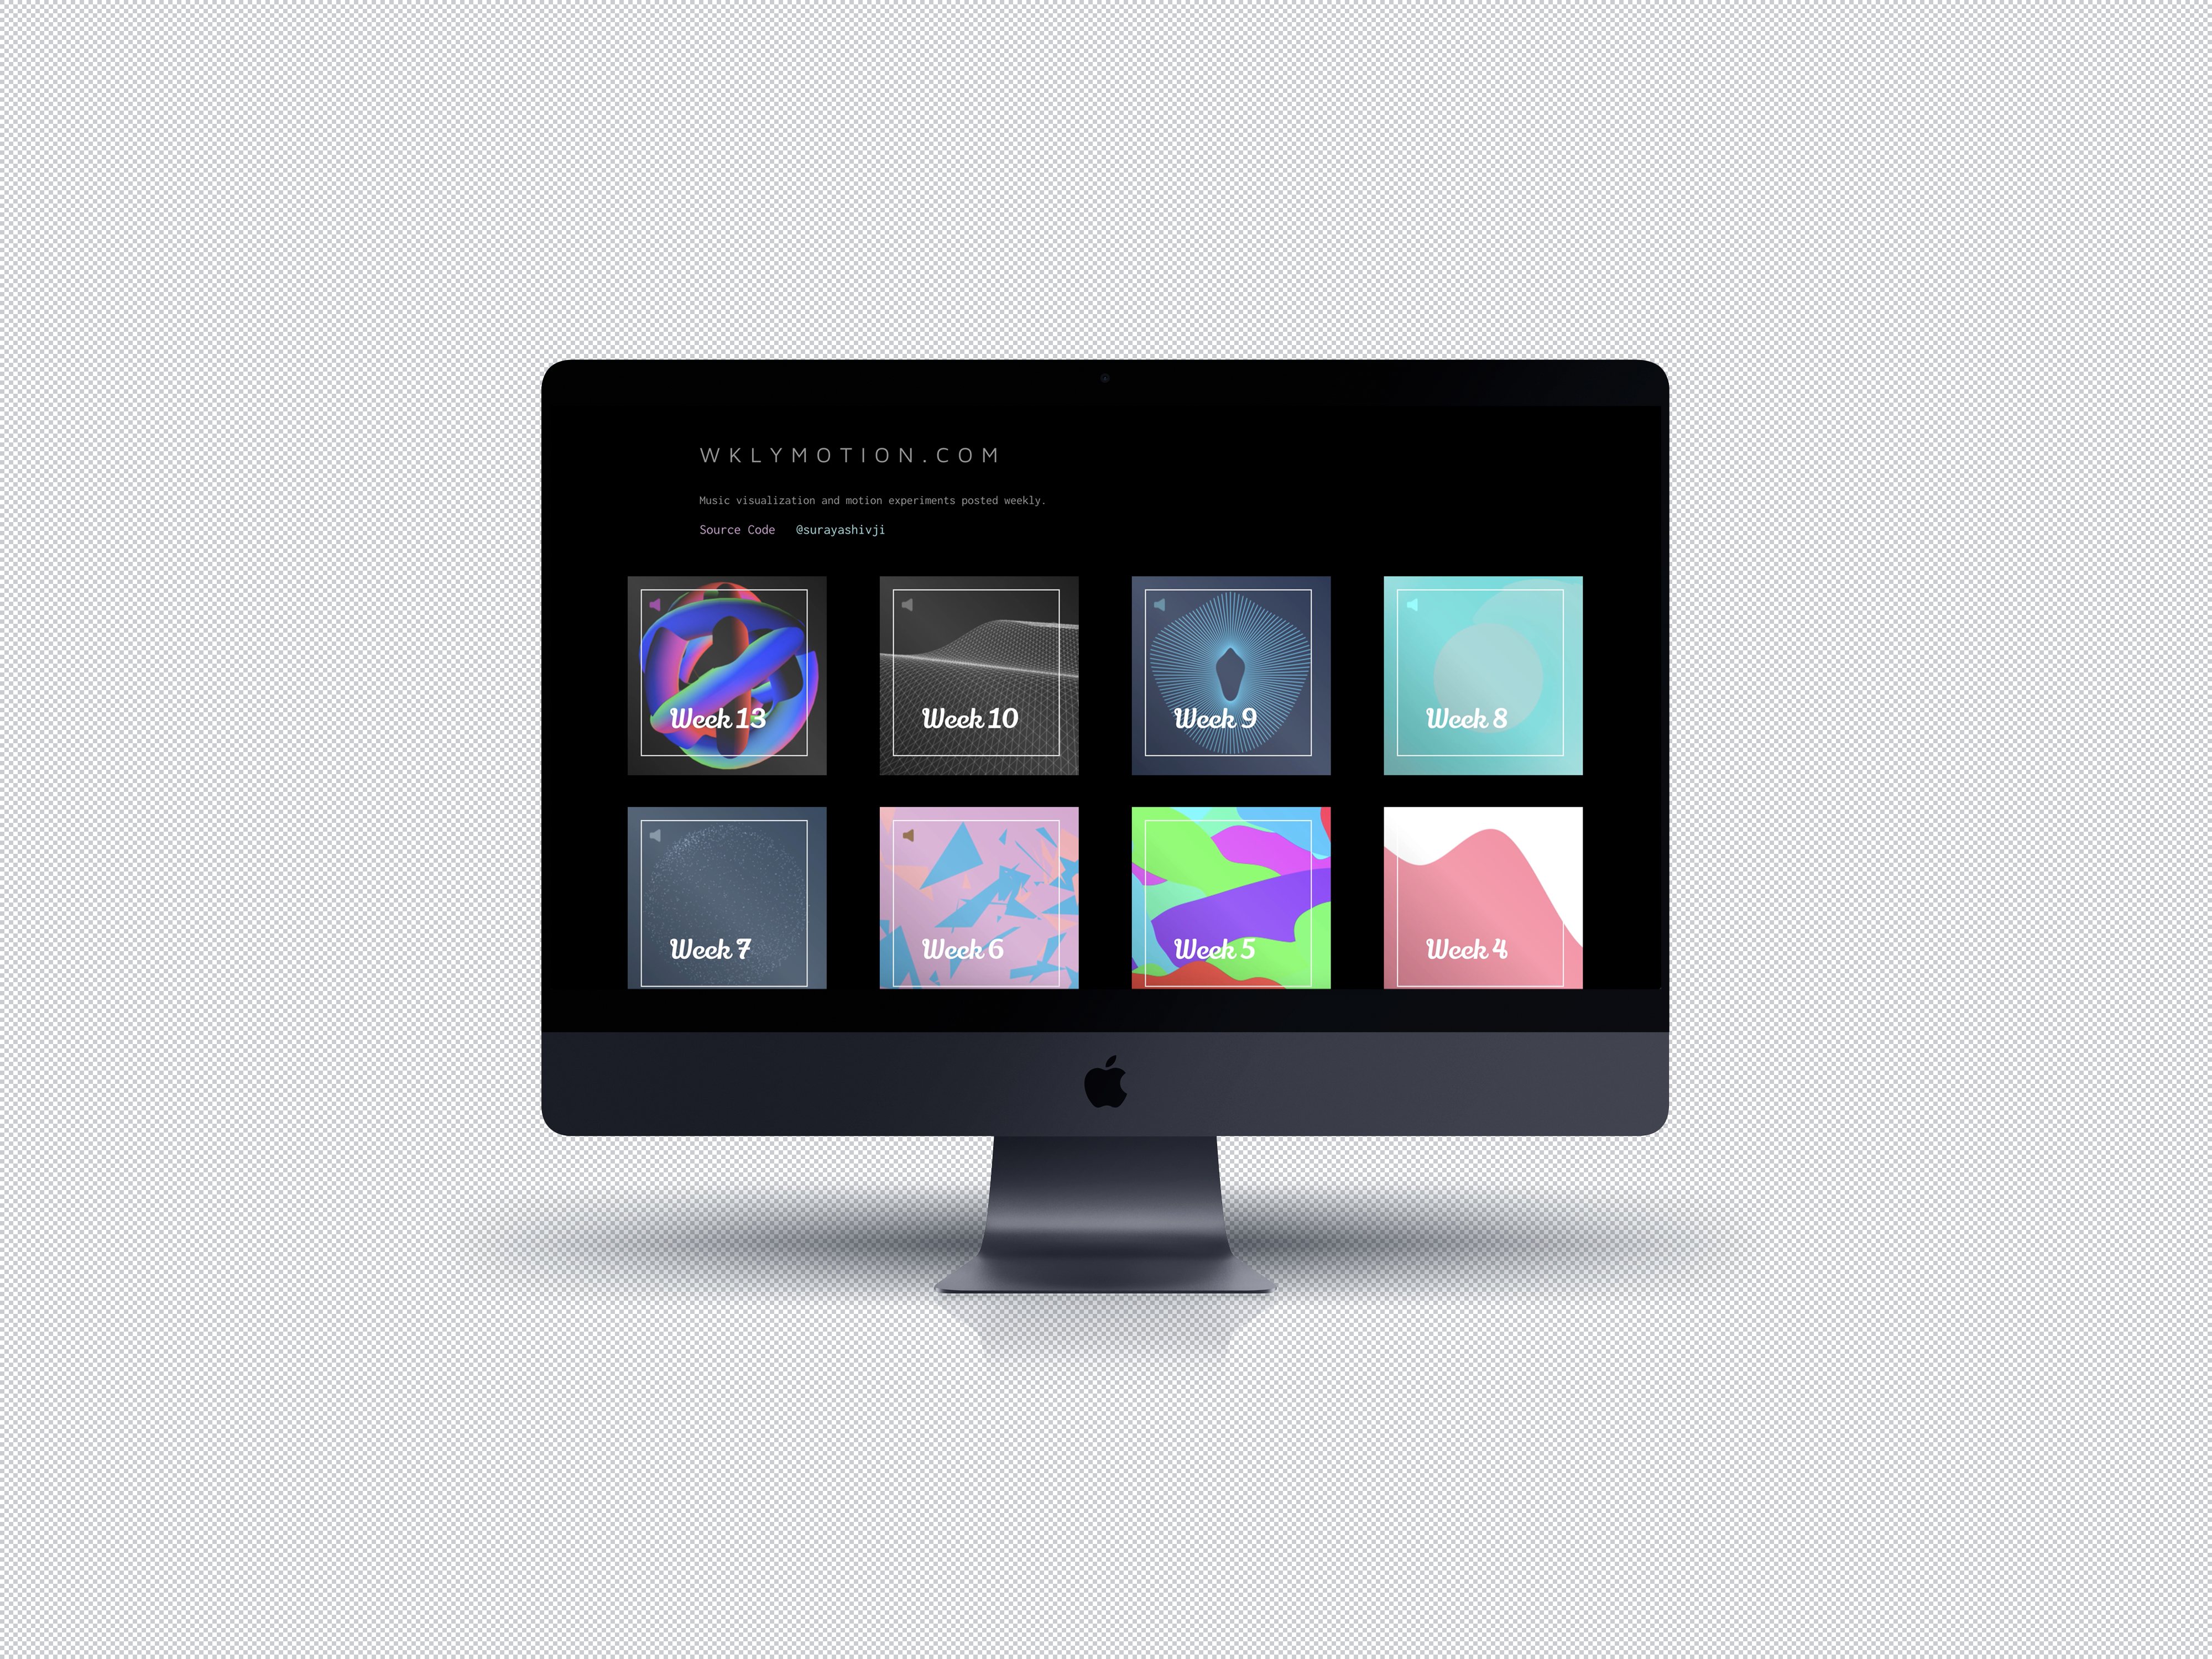 WKLYMOTION.COM
Music visualization and motion experiments posted weekly.
Source Code @surayashivji
Week 13 Week 10 Week 9 Week 8
Week 7 Week 6 Week 5 Week 4